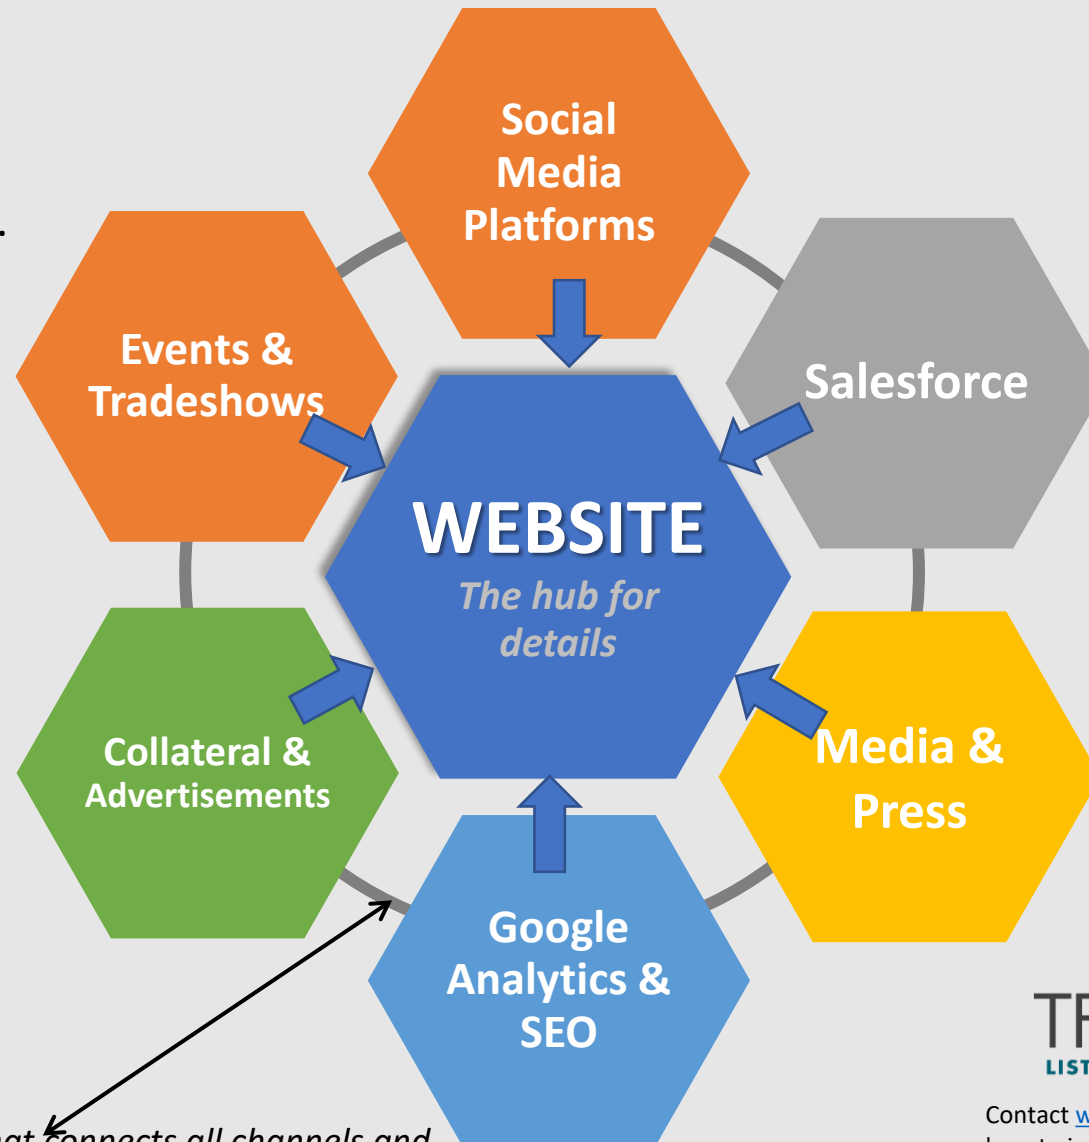 Social
Media
Platforms
Events &
Tradeshows
Salesforce
WEBSITE
The hub for
details
Collateral &
Advertisements
Media &
Press
Google
Analytics &
SEO
LIST
Contact w
connects all channels and